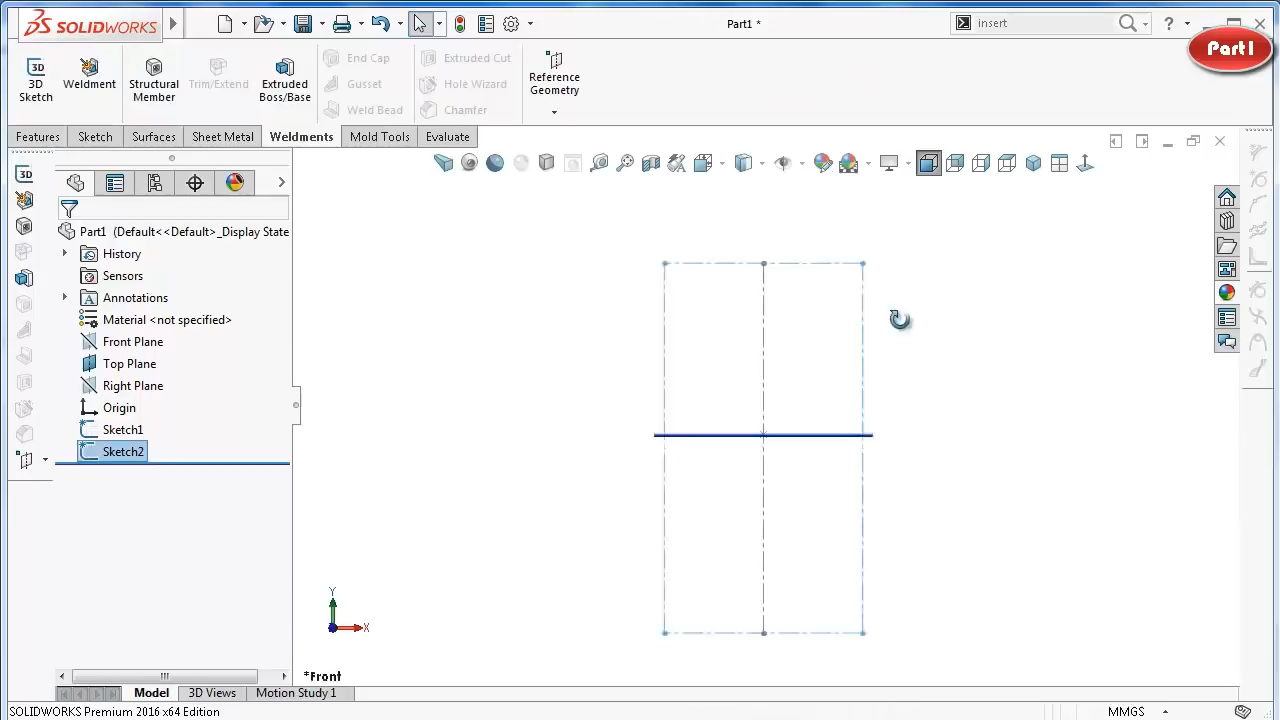 SOLIDWORKS
Part1 *
insert
?
Part1
3D
Sketch
Weldment
Structural
Member
Trim/Extend
Extruded
Boss/Base
End Cap
Gusset
Weld Bead
Extruded Cut
Hole Wizard
Chamfer
Reference
Geometry
Features
Sketch
Surfaces
Sheet Metal
Weldments
Mold Tools
Evaluate
3D
Part1 (Default<<Default>_Display State
History
Sensors
Annotations
Material <not specified>
Front Plane
Top Plane
Right Plane
Origin
Sketch1
Sketch2
Y
X
*Front
Model
3D Views
Motion Study 1
SOLIDWORKS Premium 2016 x64 Edition
MMGS